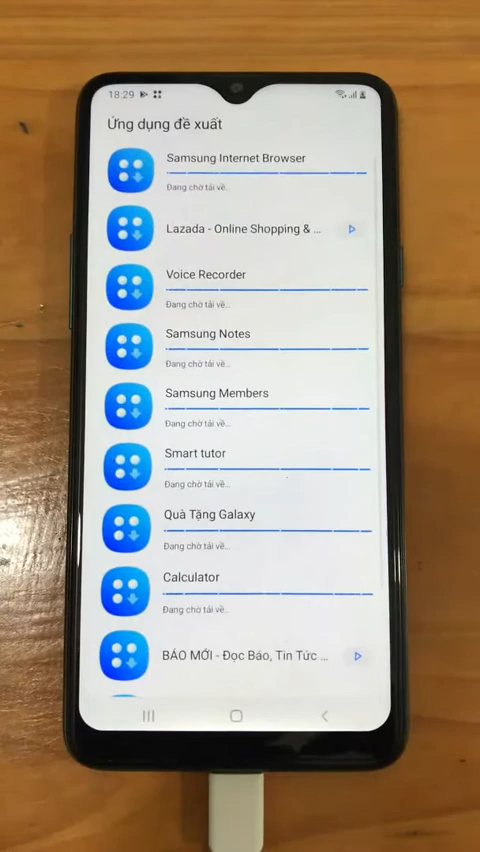 18:29
Ứng dụng đề xuất
Samsung Internet Browser
Đang chờ tải về..
Lazada - Online Shopping & ...
Voice Recorder
Đang chờ tải về..
Samsung Notes
Đang chờ tải về..
Samsung Members
Đang chờ tải về..
Smart tutor
Đang chờ tải về..
Quà Tặng Galaxy
Đang chờ tải về..
Calculator
Đang chờ tải về..
BÁO MỚI - Đọc Báo, Tin Tức ...